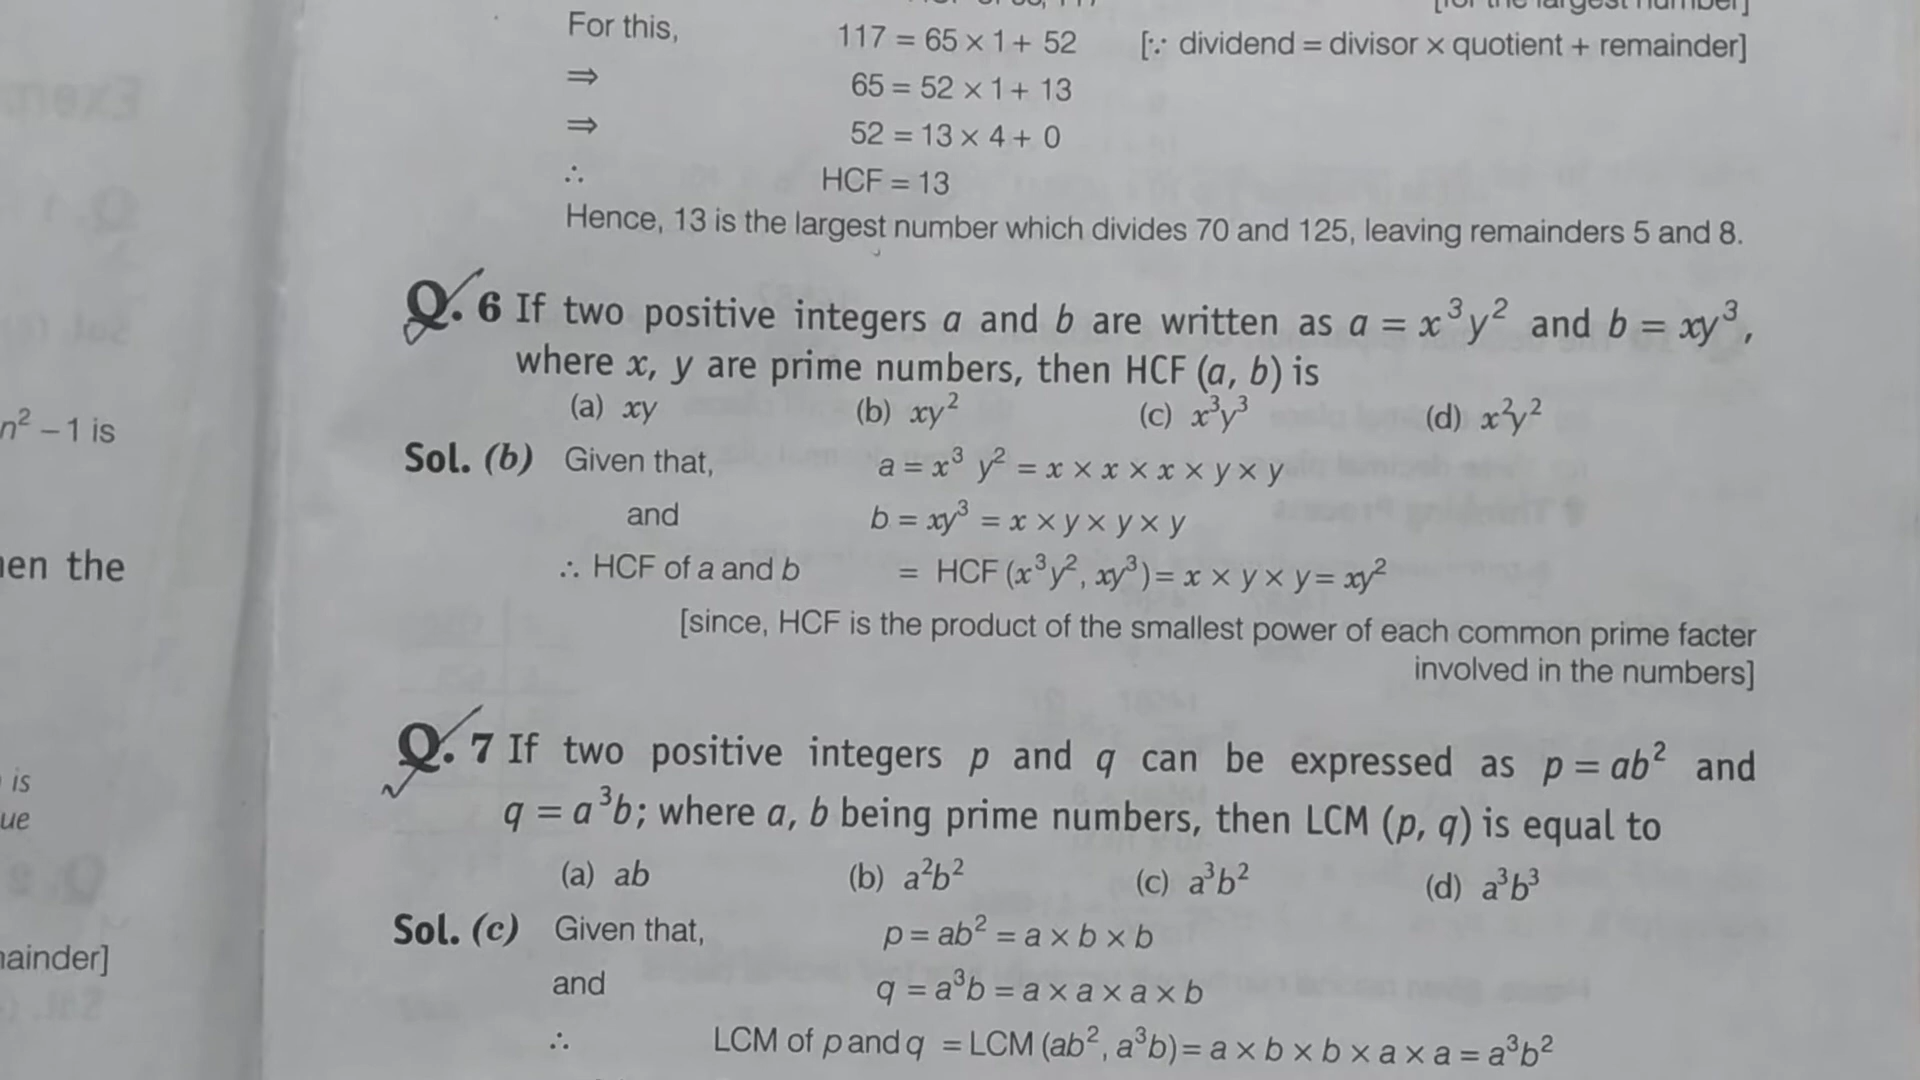 For this, 117 = 65 × 1 + 52 [∵ dividend = divisor × quotient + remainder]
⇒ 65 = 52 × 1 + 13
⇒ 52 = 13 × 4 + 0
∴ HCF = 13
Hence, 13 is the largest number which divides 70 and 125, leaving remainders 5 and 8.
Q. 6 If two positive integers a and b are written as a = x³y² and b = xy³,
where x, y are prime numbers, then HCF (a, b) is
(a) xy (b) xy² (c) x³y³ (d) x²y²
n² – 1 is
Sol. (b) Given that, a = x³ y² = x × x × x × y × y
and b = xy³ = x × y × y × y
∴ HCF of a and b = HCF (x³y², xy³) = x × y × y = xy²
the
[since, HCF is the product of the smallest power of each common prime facter
involved in the numbers]
Q. 7 If two positive integers p and q can be expressed as p = ab² and
is
q = a³b; where a, b being prime numbers, then LCM (p, q) is equal to
(a) ab (b) a²b² (c) a³b² (d) a³b³
Sol. (c) Given that, p = ab² = a × b × b
and q = a³b = a × a × a × b
∴ LCM of p and q = LCM (ab², a³b) = a × b × b × a × a = a³b²